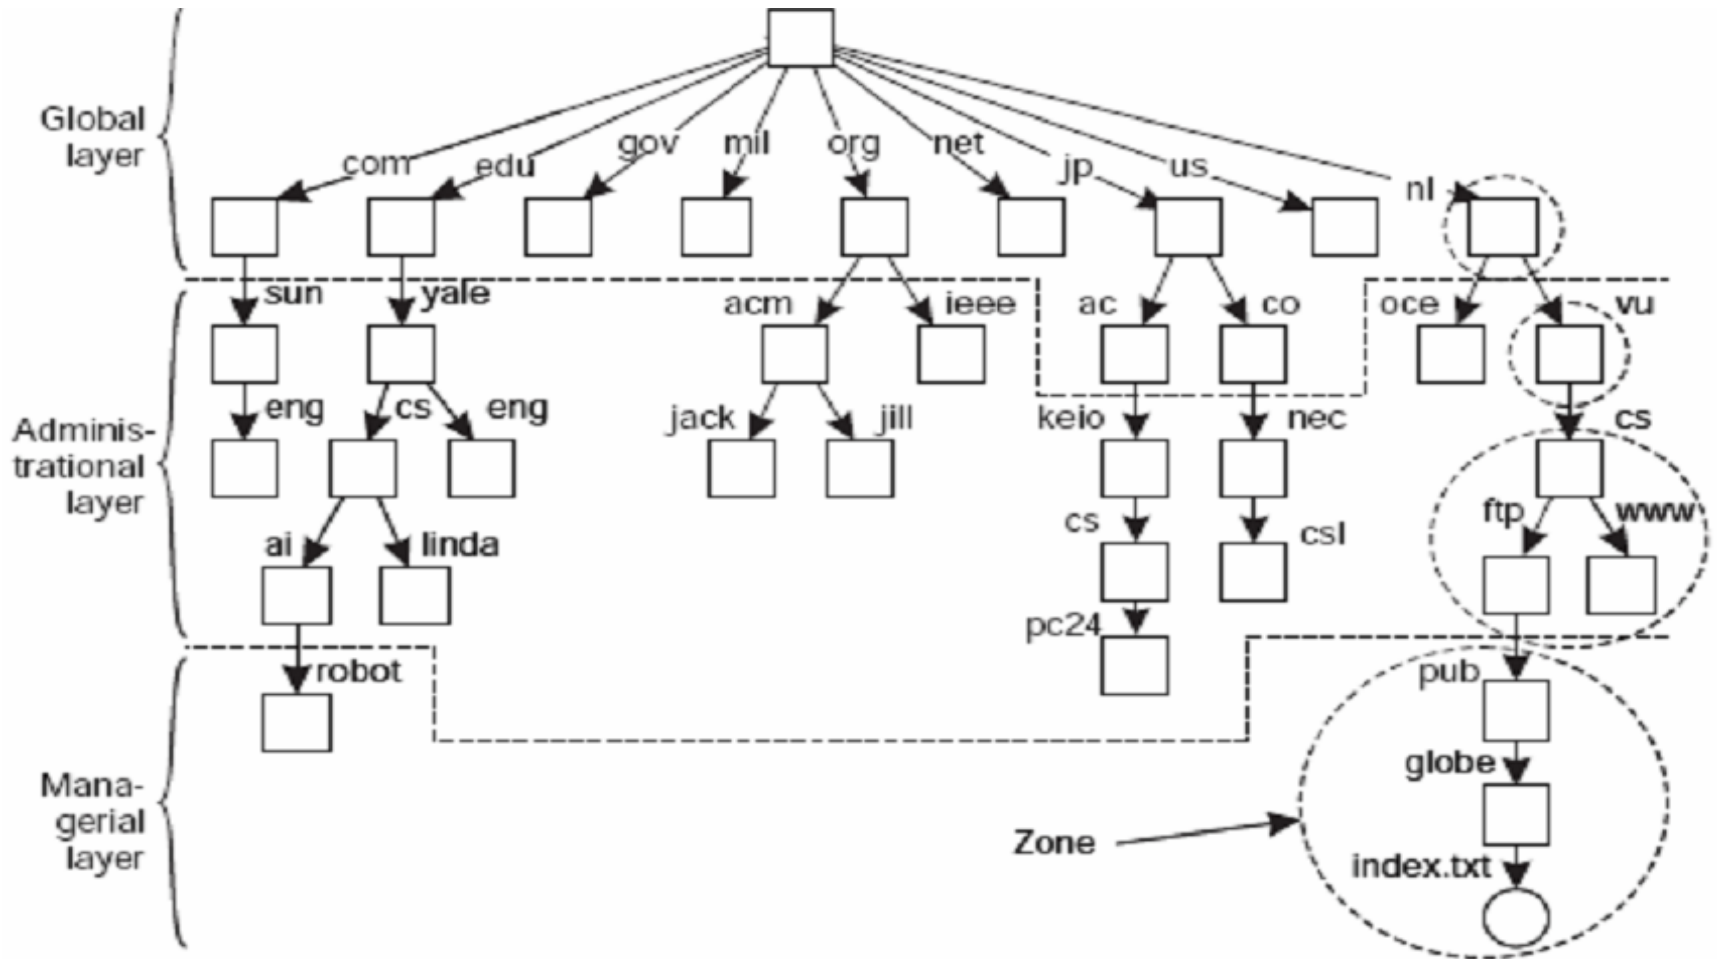 Global
layer
com
edu
gov
mil
org
net
jp
us
nl
sun
yale
acm
ieee
ac
co
oce
vu
Adminis-
trational
layer
eng
cs
eng
jack
jill
keio
nec
cs
ai
linda
cs
csl
ftp
www
pc24
robot
pub
Mana-
gerial
layer
globe
Zone
index.txt